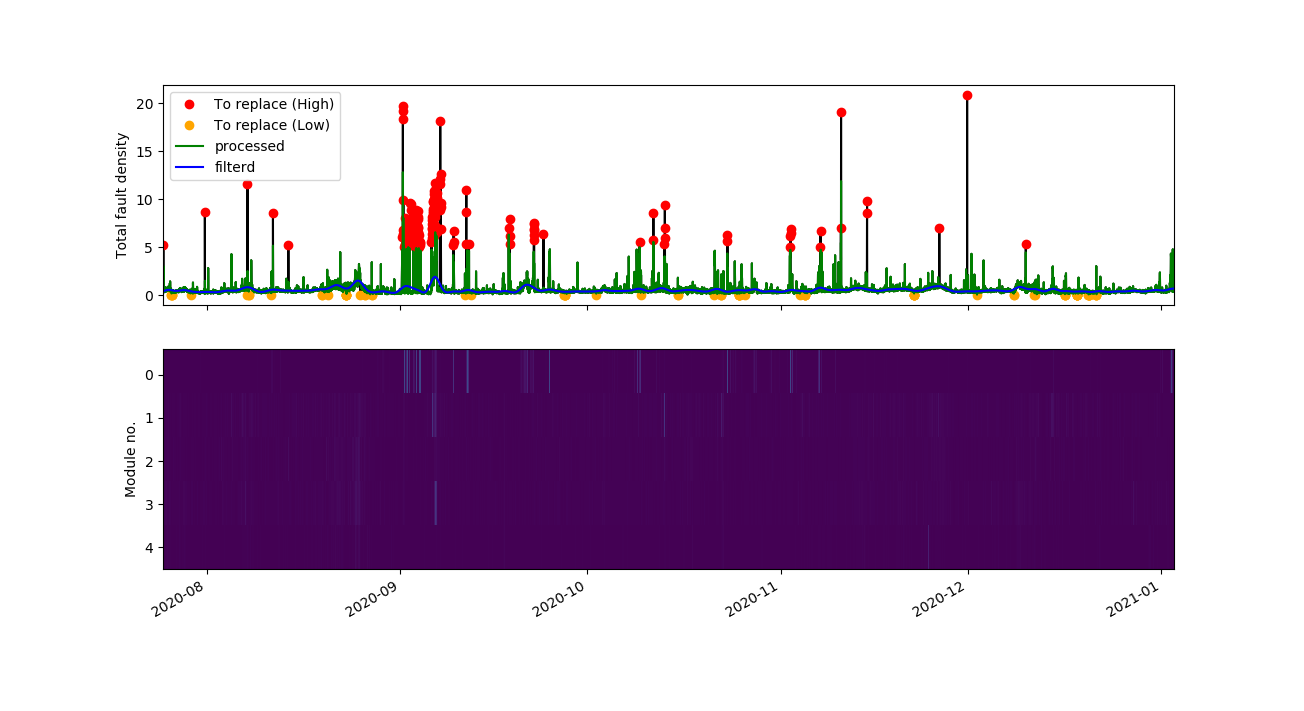 20
15
10
5
0
Total fault density
To replace (High)
To replace (Low)
processed
filterd
0
1
2
3
4
Module no.
2020-08
2020-09
2020-10
2020-11
2020-12
2021-01